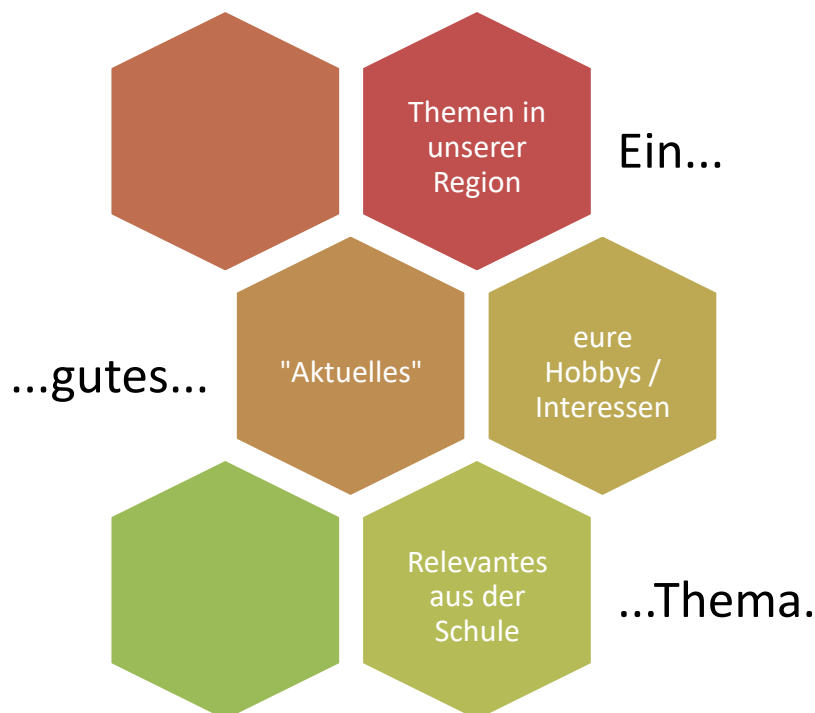 Themen in
unserer
Region
Ein...
...gutes...
"Aktuelles"
eure
Hobbys /
Interessen
Relevantes
aus der
Schule
...Thema.